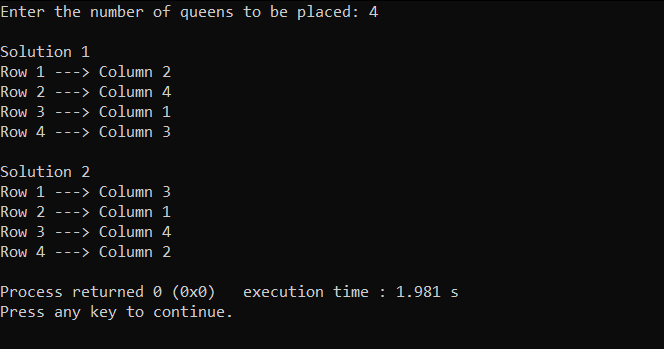 Enter the number of queens to be placed: 4
Solution 1
Row 1 ---> Column 2
Row 2 ---> Column 4
Row 3 ---> Column 1
Row 4 ---> Column 3
Solution 2
Row 1 ---> Column 3
Row 2 ---> Column 1
Row 3 ---> Column 4
Row 4 ---> Column 2
Process returned 0 (0x0)   execution time : 1.981 s
Press any key to continue.